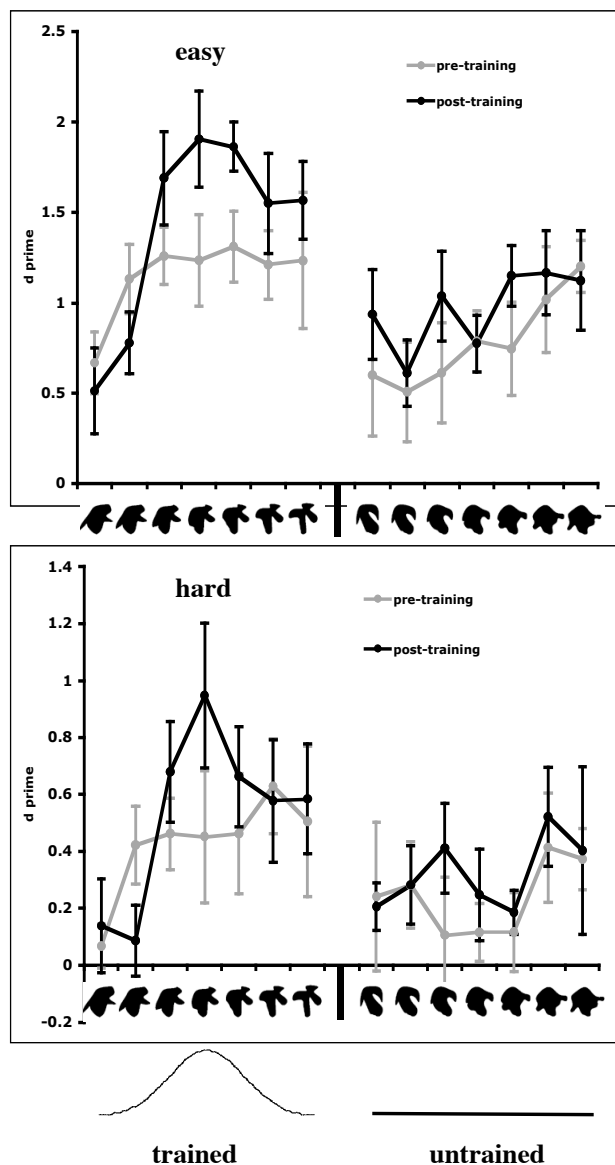 easy
pre-training
post-training
2.5
2
1.5
1
0.5
0
d prime
hard
pre-training
post-training
1.4
1.2
1
0.8
0.6
0.4
0.2
0
-0.2
d prime
trained untrained